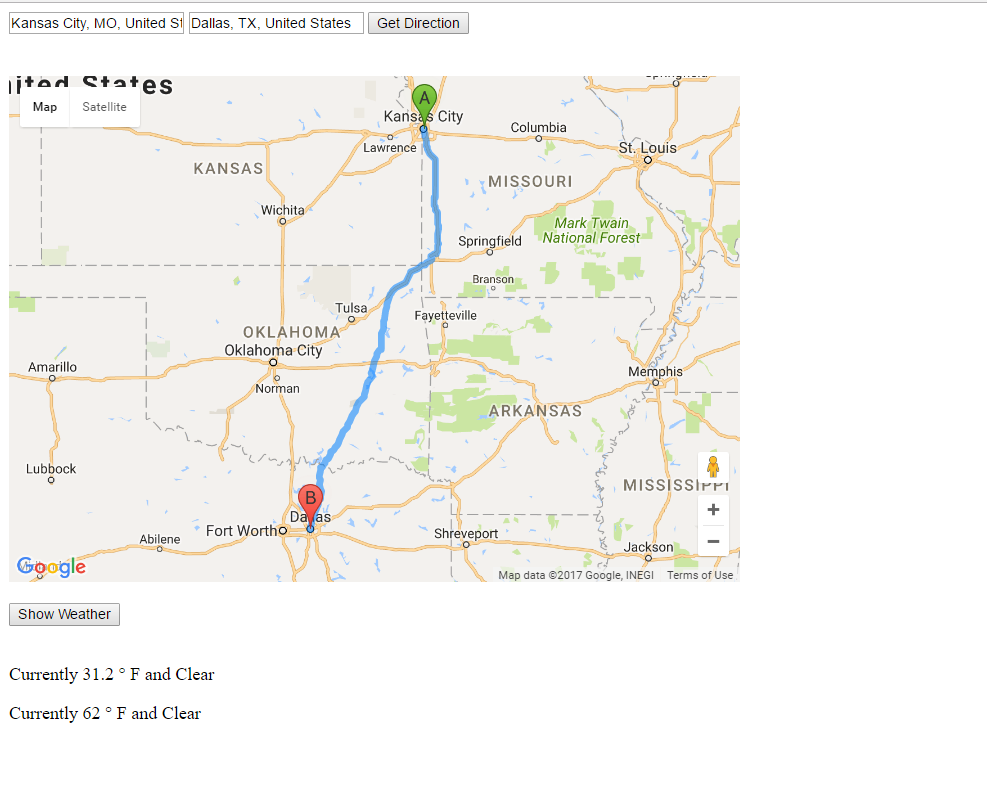 Kansas City, MO, United St Dallas, TX, United States Get Direction
United States
Map Satellite
Springfield
A
Kansas City
Columbia
Lawrence
St. Louis
KANSAS
MISSOURI
Wichita
Mark Twain
National Forest
Springfield
Branson
Tulsa
Fayetteville
OKLAHOMA
Oklahoma City
Amarillo
Memphis
Norman
ARKANSAS
Lubbock
MISSISSIPPI
B
Dallas
Fort Worth
Abilene
Shreveport
Jackson
Google
Map data ©2017 Google, INEGI Terms of Use
Show Weather
Currently 31.2 ° F and Clear
Currently 62 ° F and Clear